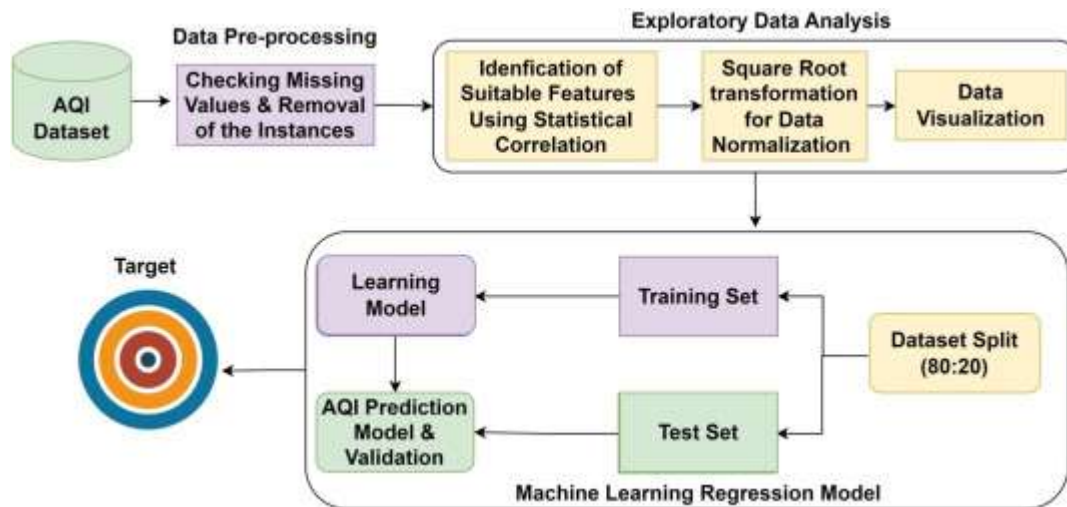 Exploratory Data Analysis
Data Pre-processing
AQI
Dataset
Checking Missing
Values & Removal
of the Instances
Idenfication of
Suitable Features
Using Statistical
Correlation
Square Root
transformation
for Data
Normalization
Data
Visualization
Target
Learning
Model
Training Set
Dataset Split
(80:20)
AQI Prediction
Model &
Validation
Test Set
Machine Learning Regression Model